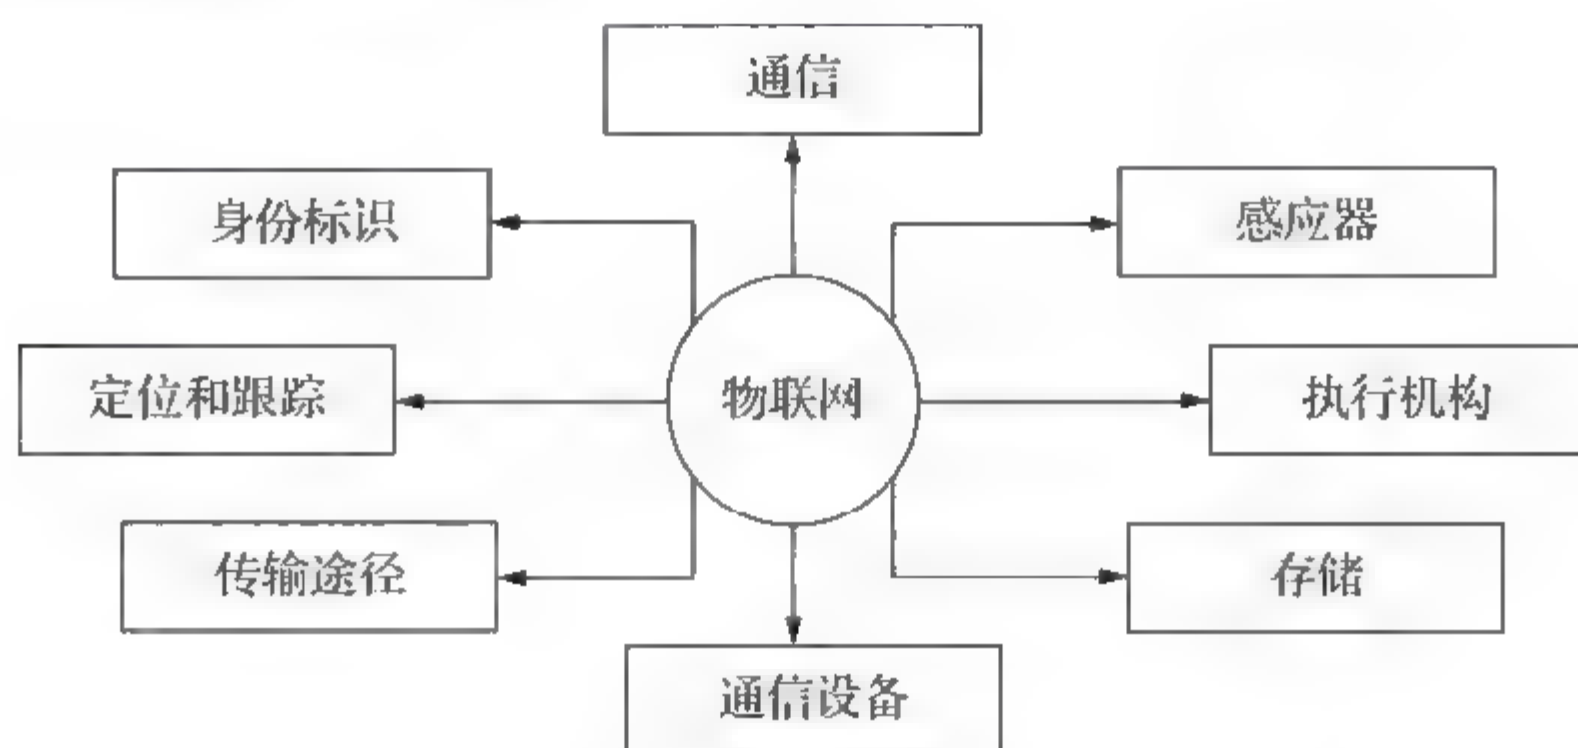 通信
身份标识
感应器
定位和跟踪
物联网
执行机构
传输途径
存储
通信设备